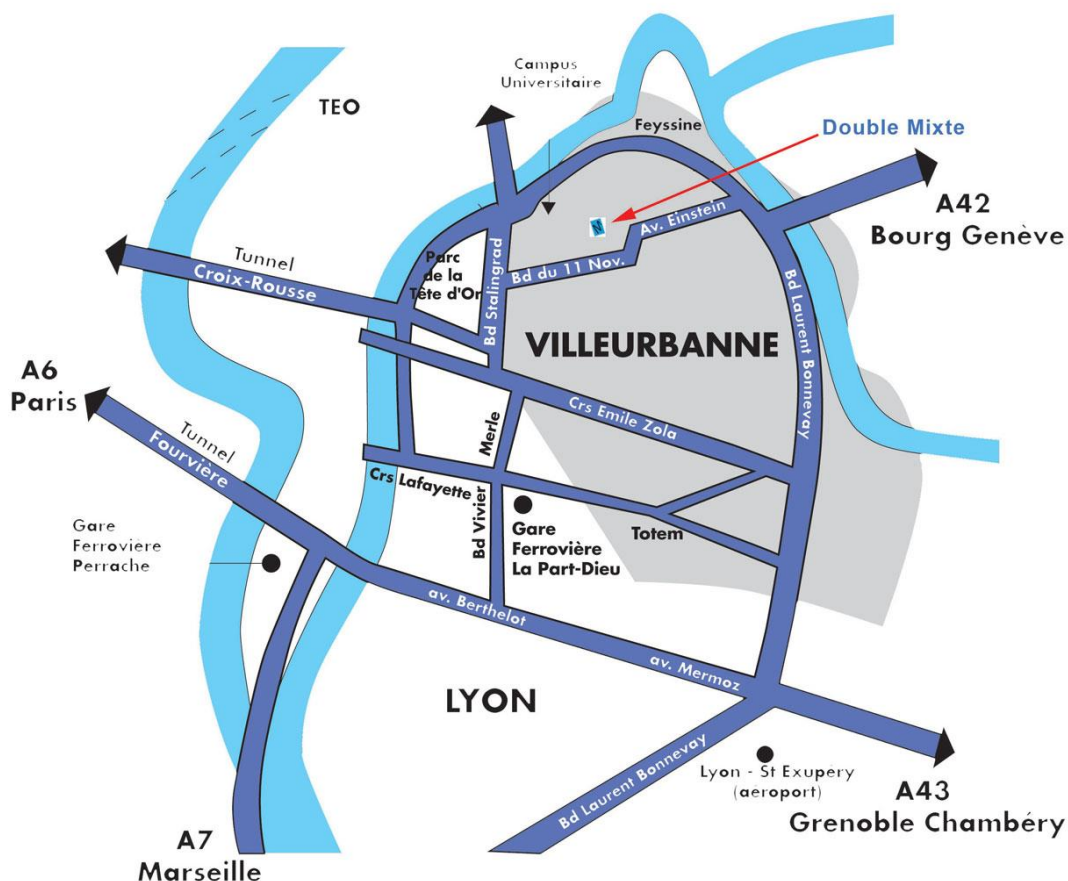 Campus
Universitaire
TEO
Feyssine
Double Mixte
A42
Bourg Genève
Av. Einstein
Bd du 11 Nov.
Parc
de la
Tête d'Or
Bd Stalingrad
Tunnel
Croix-Rousse
Bd Laurent Bonnevay
VILLEURBANNE
A6
Paris
Tunnel
Fourvière
Crs Emile Zola
Merle
Crs Lafayette
Bd Vivier
Gare
Ferrovière
La Part-Dieu
Totem
Gare
Ferrovière
Perrache
av. Berthelot
av. Mermoz
LYON
Bd Laurent Bonnevay
Lyon - St Exupéry
(aéroport)
A43
Grenoble Chambéry
A7
Marseille